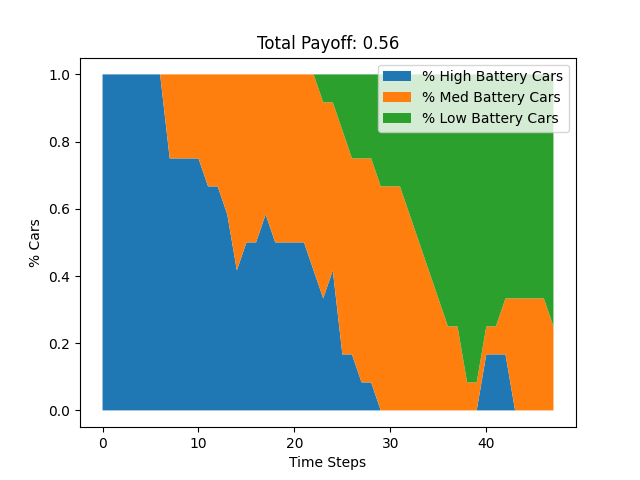 Total Payoff: 0.56
% High Battery Cars
% Med Battery Cars
% Low Battery Cars
1.0
0.8
0.6
0.4
0.2
0.0
% Cars
0 10 20 30 40
Time Steps